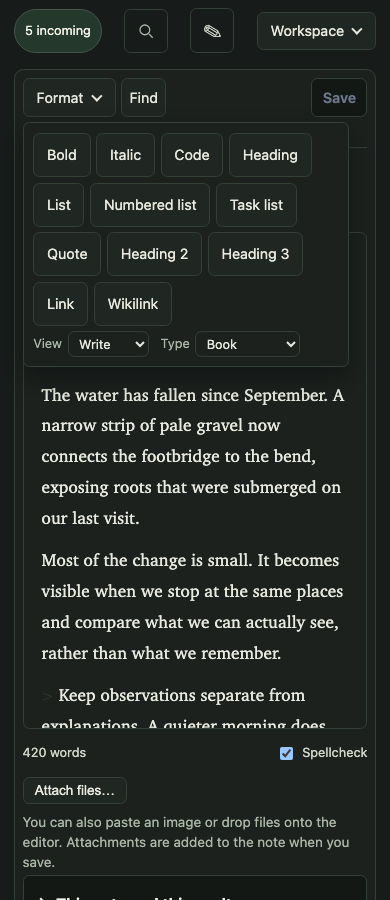 5 incoming
Workspace
Format
Find
Save
Bold
Italic
Code
Heading
List
Numbered list
Task list
Quote
Heading 2
Heading 3
Link
Wikilink
View
Write
Type
Book
The water has fallen since September. A
narrow strip of pale gravel now
connects the footbridge to the bend,
exposing roots that were submerged on
our last visit.
Most of the change is small. It becomes
visible when we stop at the same places
and compare what we can actually see,
rather than what we remember.
> Keep observations separate from
explanations. A quieter morning does
420 words
Spellcheck
Attach files…
You can also paste an image or drop files onto the
editor. Attachments are added to the note when you
save.